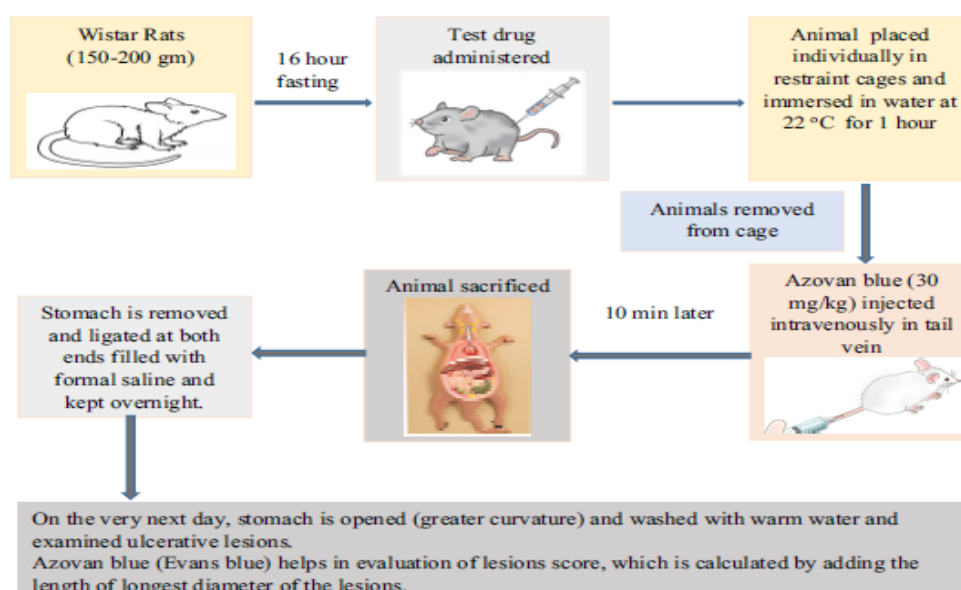 Wistar Rats
(150-200 gm)
16 hour
fasting
Test drug
administered
Animal placed
individually in
restraint cages and
immersed in water at
22 °C for 1 hour
Animals removed
from cage
Azovan blue (30
mg/kg) injected
intravenously in tail
vein
10 min later
Animal sacrificed
Stomach is removed
and ligated at both
ends filled with
formal saline and
kept overnight.
On the very next day, stomach is opened (greater curvature) and washed with warm water and
examined ulcerative lesions.
Azovan blue (Evans blue) helps in evaluation of lesions score, which is calculated by adding the
length of longest diameter of the lesions.